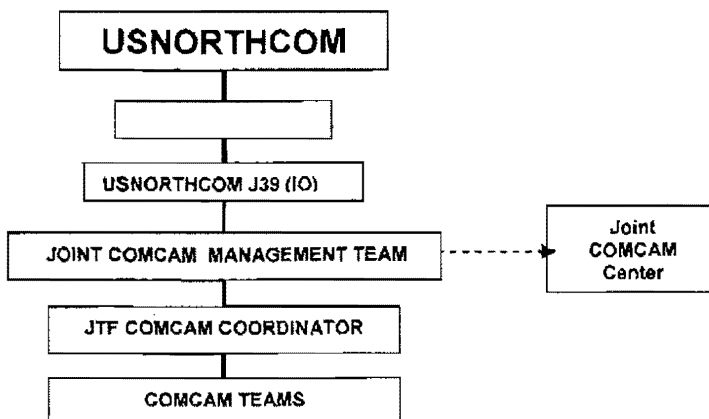 USNORTHCOM
USNORTHCOM J39 (IO)
JOINT COMCAM MANAGEMENT TEAM
Joint
COMCAM
Center
JTF COMCAM COORDINATOR
COMCAM TEAMS